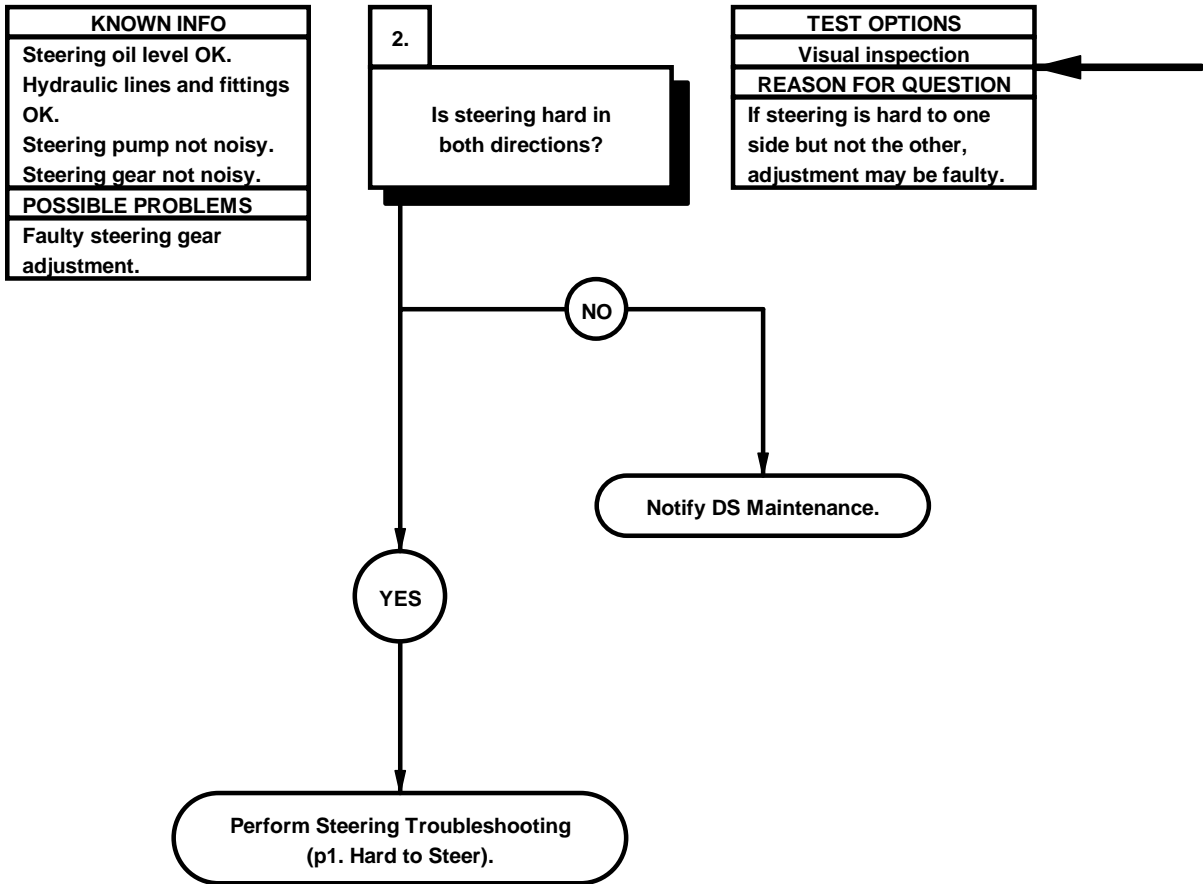 KNOWN INFO
Steering oil level OK.
Hydraulic lines and fittings
OK.
Steering pump not noisy.
Steering gear not noisy.
POSSIBLE PROBLEMS
Faulty steering gear
adjustment.
2.
Is steering hard in
both directions?
TEST OPTIONS
Visual inspection
REASON FOR QUESTION
If steering is hard to one
side but not the other,
adjustment may be faulty.
NO
Notify DS Maintenance.
YES
Perform Steering Troubleshooting
(p1. Hard to Steer).